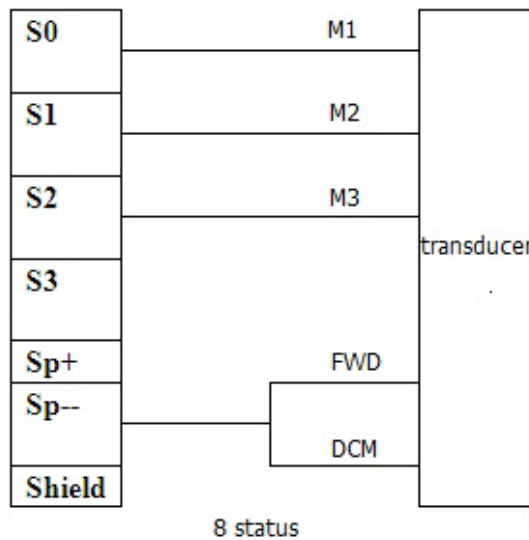 S0
M1
S1
M2
S2
M3
transducer
S3
Sp+
FWD
Sp--
DCM
Shield
8 status